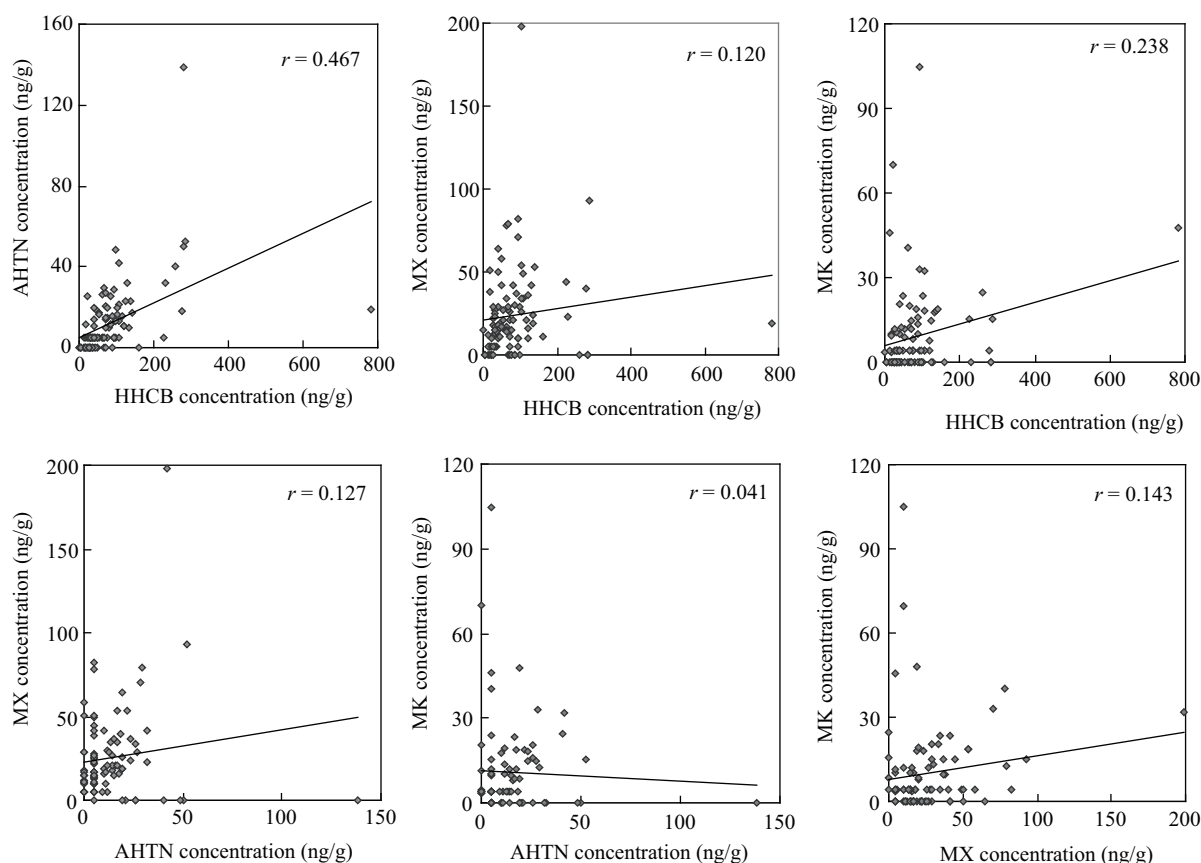 160
120
80
40
0
AHTN concentration (ng/g)
r = 0.467
0 200 400 600 800
HHCB concentration (ng/g)
200
150
100
50
0
MX concentration (ng/g)
r = 0.120
0 200 400 600 800
HHCB concentration (ng/g)
120
90
60
30
0
MK concentration (ng/g)
r = 0.238
0 200 400 600 800
HHCB concentration (ng/g)
200
150
100
50
0
MX concentration (ng/g)
r = 0.127
0 50 100 150
AHTN concentration (ng/g)
120
90
60
30
0
MK concentration (ng/g)
r = 0.041
0 50 100 150
AHTN concentration (ng/g)
120
90
60
30
0
MK concentration (ng/g)
r = 0.143
0 50 100 150 200
MX concentration (ng/g)